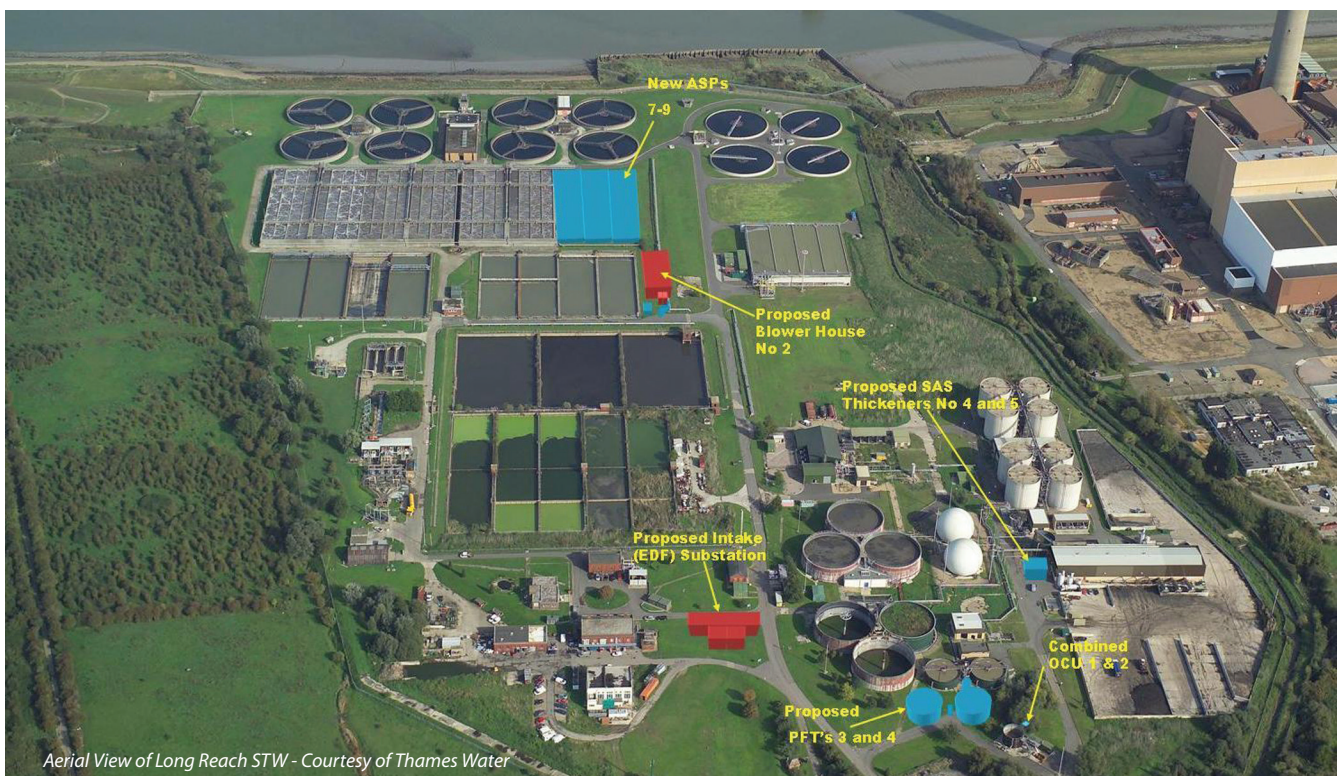 New ASPs
7-9
Proposed
Blower House
No 2
Proposed SAS
Thickeners No 4 and 5
Proposed Intake
(EDF) Substation
Combined
OCU 1 & 2
Proposed
PFT's 3 and 4
Aerial View of Long Reach STW - Courtesy of Thames Water